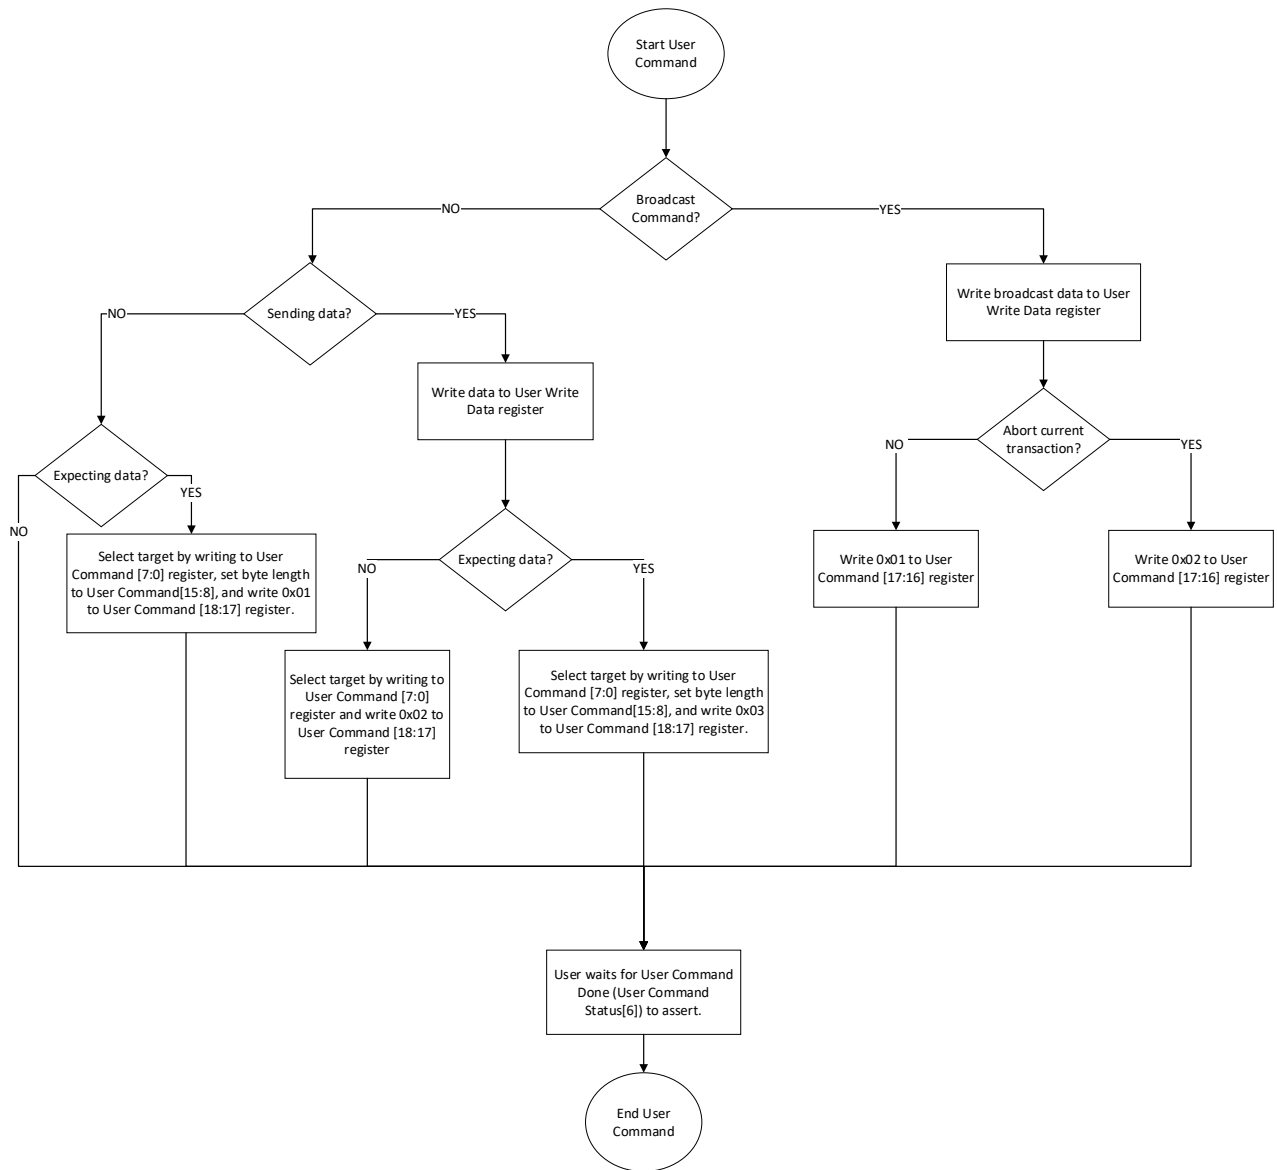 Start User
Command
Broadcast
Command?
NO
YES
Sending data?
NO
YES
Write broadcast data to User
Write Data register
Write data to User Write
Data register
Abort current
transaction?
NO
YES
Expecting data?
YES
NO
Select target by writing to User
Command [7:0] register, set byte length
to User Command[15:8], and write 0x01
to User Command [18:17] register.
Expecting data?
NO
YES
Write 0x01 to User
Command [17:16] register
Write 0x02 to User
Command [17:16] register
Select target by writing to
User Command [7:0]
register and write 0x02 to
User Command [18:17]
register
Select target by writing to User
Command [7:0] register, set byte length
to User Command[15:8], and write 0x03
to User Command [18:17] register.
User waits for User Command
Done (User Command
Status[6]) to assert.
End User
Command